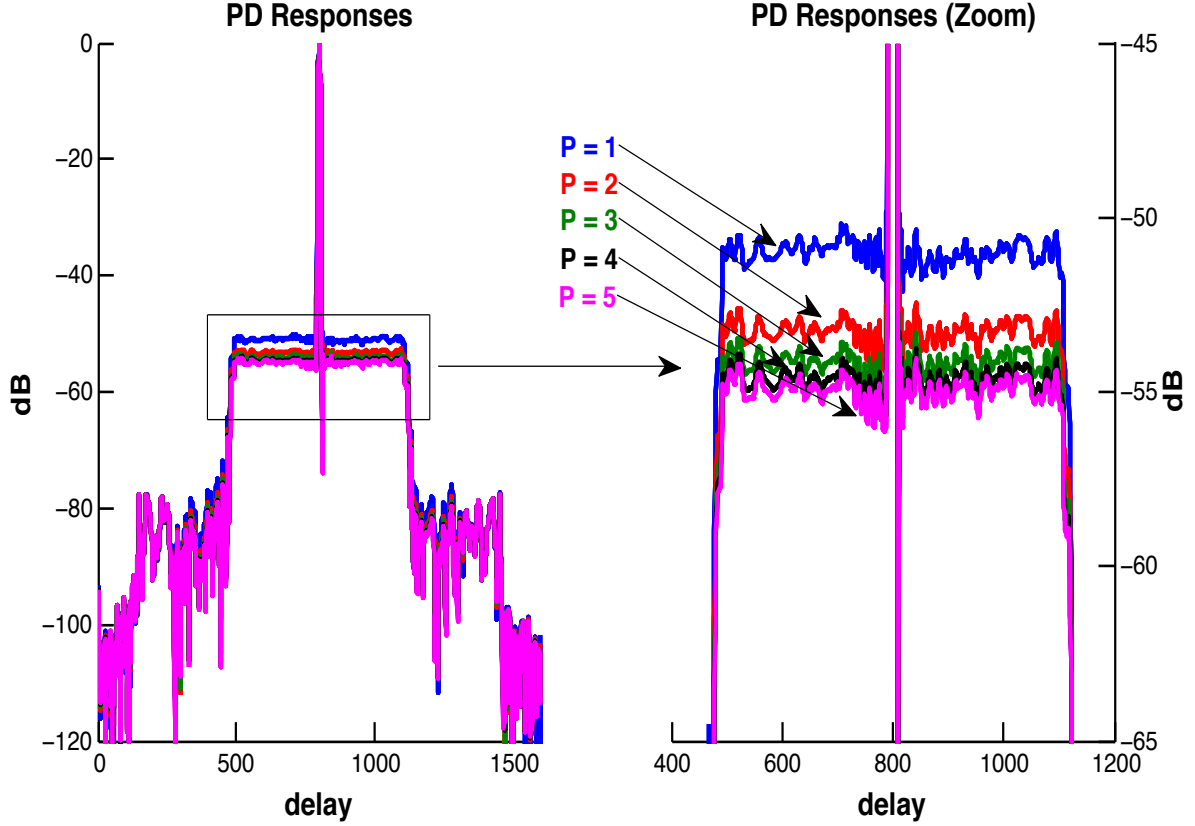 PD Responses
0
−20
−40
−60
−80
−100
−120
dB
0
500
1000
1500
delay
PD Responses (Zoom)
P = 1
P = 2
P = 3
P = 4
P = 5
−45
−50
−55
−60
−65
dB
400
600
800
1000
1200
delay